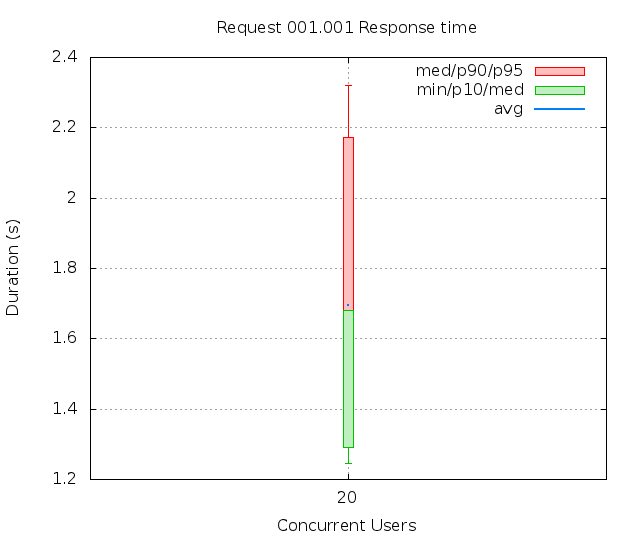 Request 001.001 Response time
2.4
2.2
2
1.8
1.6
1.4
1.2
med/p90/p95
min/p10/med
avg
20
Duration (s)
Concurrent Users